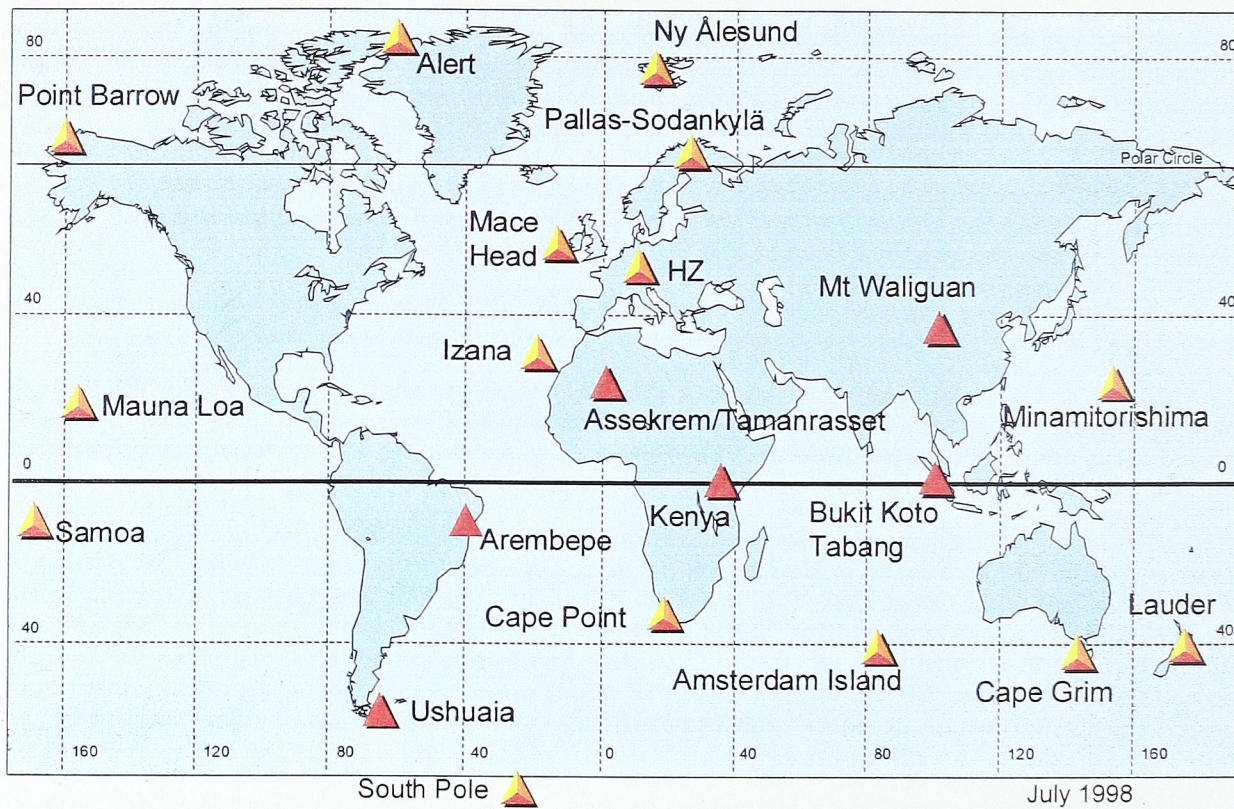 80
Ny Ålesund
80
Alert
Point Barrow
Pallas-Sodankylä
Polar Circle
Mace
Head
HZ
Mt Waliguan
40
40
Izana
Mauna Loa
Assekrem/Tamanrasset
Minamitorishima
0
0
Samoa
Arembepe
Kenya
Bukit Koto
Tabang
Cape Point
Lauder
40
40
Amsterdam Island
Cape Grim
Ushuaia
160
120
80
40
0
40
80
120
160
South Pole
July 1998